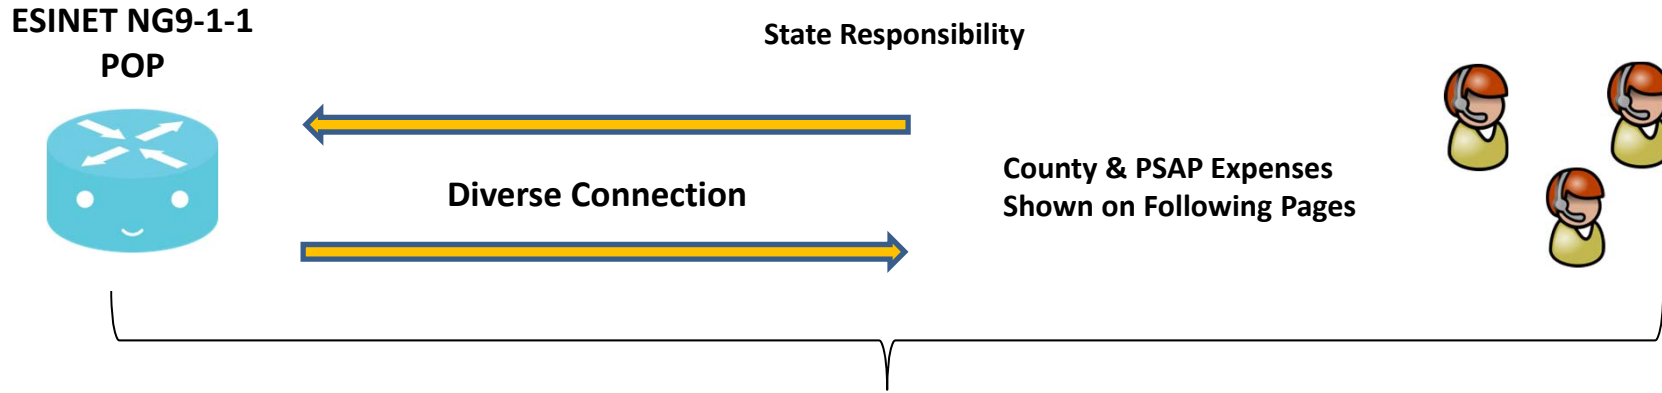 ESINET NG9-1-1
POP
State Responsibility
Diverse Connection
County & PSAP Expenses
Shown on Following Pages